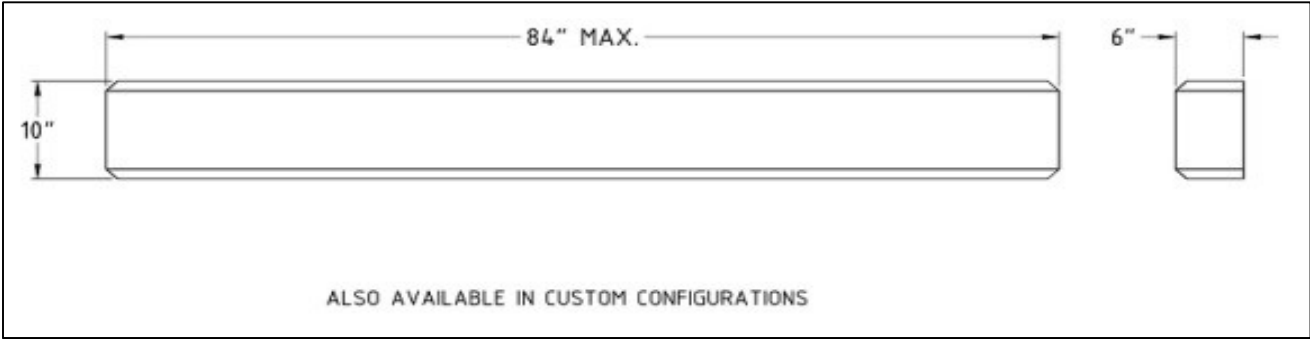 84" MAX.
6"
10"
ALSO AVAILABLE IN CUSTOM CONFIGURATIONS